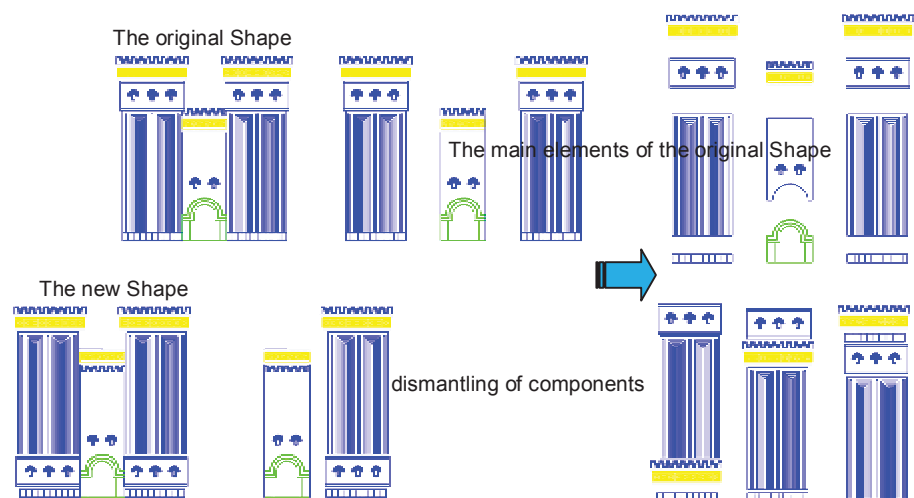 The original Shape
The main elements of the original Shape
The new Shape
dismantling of components